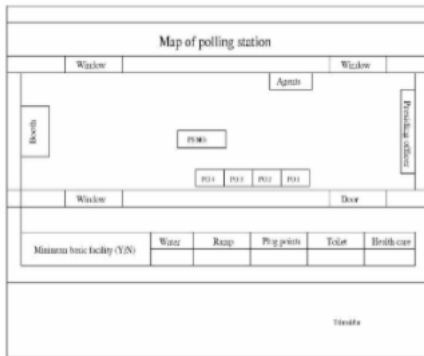 Map of polling station
Window Window
Agents
Booth
Presiding officer
PO4 PO3 PO2 PO1
Window Door
Minimum basic facility (Y/N) Water Ramp Plug points Toilet Health care